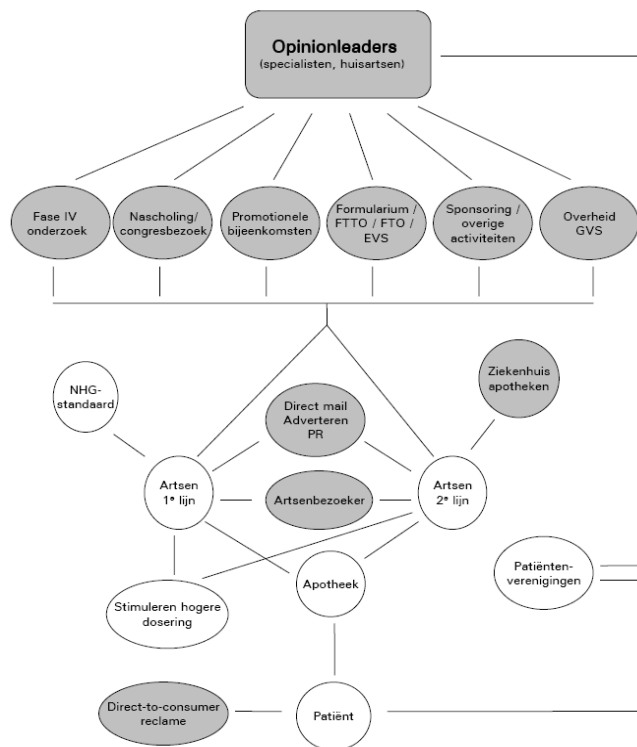 Opinionleaders
(specialisten, huisartsen)
Fase IV
onderzoek
Nascholing/
congresbezoek
Promotionele
bijeenkomsten
Formularium /
FTTO / FTO /
EVS
Sponsoring /
overige
activiteiten
Overheid
GVS
NHG-
standaard
Direct mail
Adverteren
PR
Ziekenhuis
apotheken
Artsen
1e lijn
Artsenbezoeker
Artsen
2e lijn
Stimuleren hogere
dosering
Apotheek
Patiënten-
verenigingen
Direct-to-consumer
reclame
Patiënt